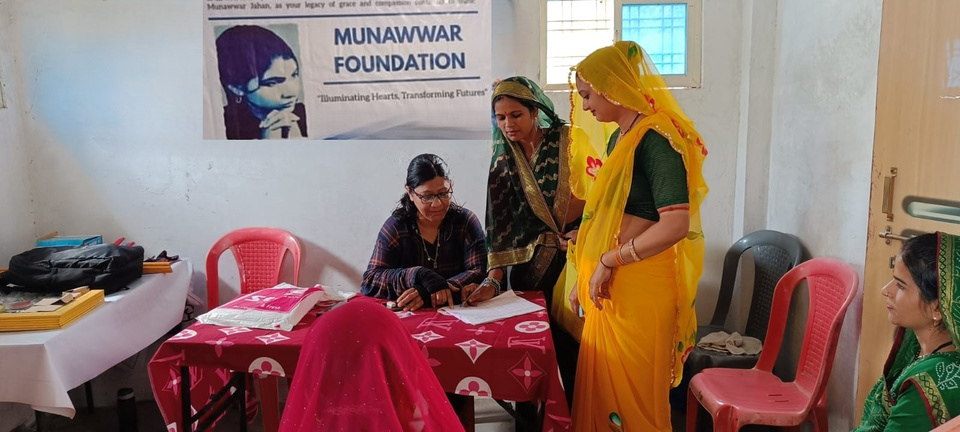 Munawwar Jahan, as your legacy of grace and compassion
MUNAWWAR
FOUNDATION
"Illuminating Hearts, Transforming Futures"